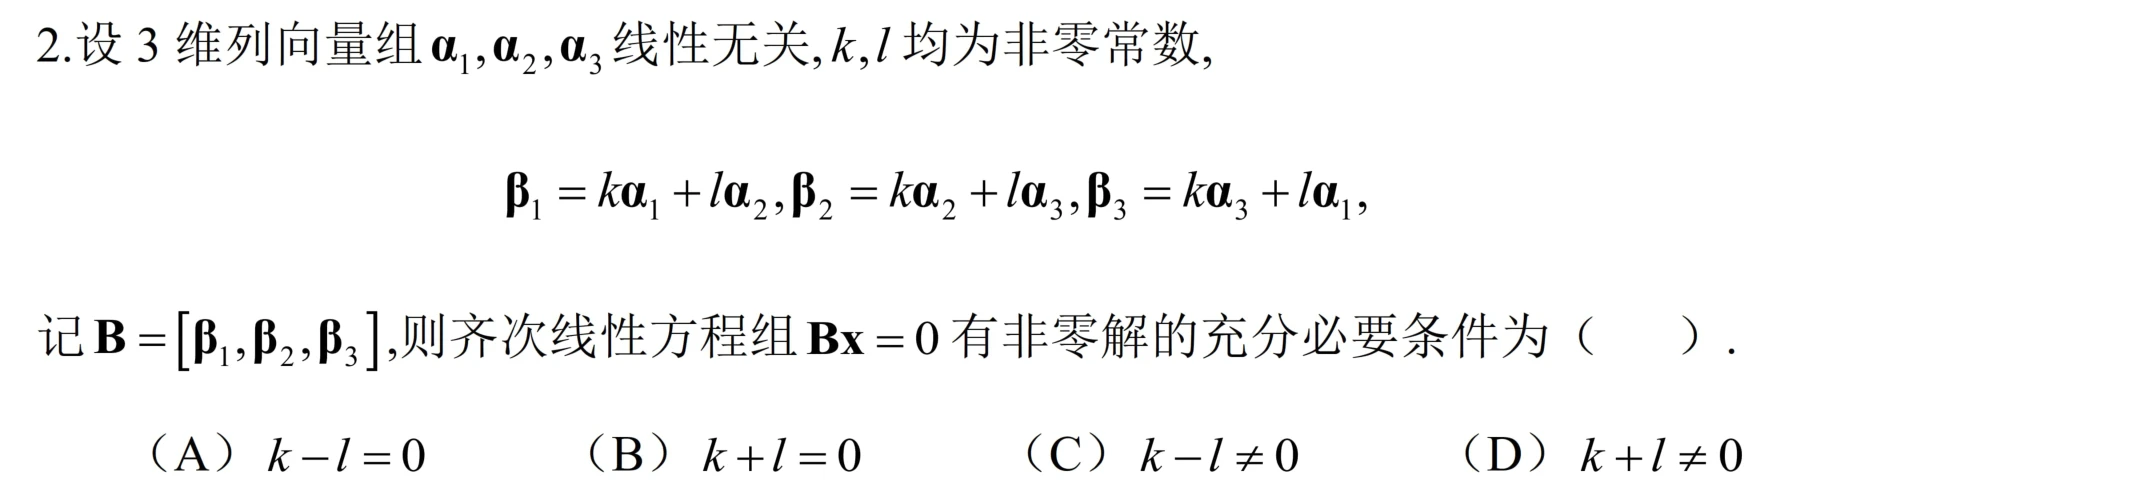 2.设 3 维列向量组 α₁,α₂,α₃ 线性无关,k,l 均为非零常数,
β₁ = kα₁ + lα₂,β₂ = kα₂ + lα₃,β₃ = kα₃ + lα₁,
记 B = [β₁,β₂,β₃],则齐次线性方程组 Bx = 0 有非零解的充分必要条件为（ ）.
（A）k − l = 0 （B）k + l = 0 （C）k − l ≠ 0 （D）k + l ≠ 0